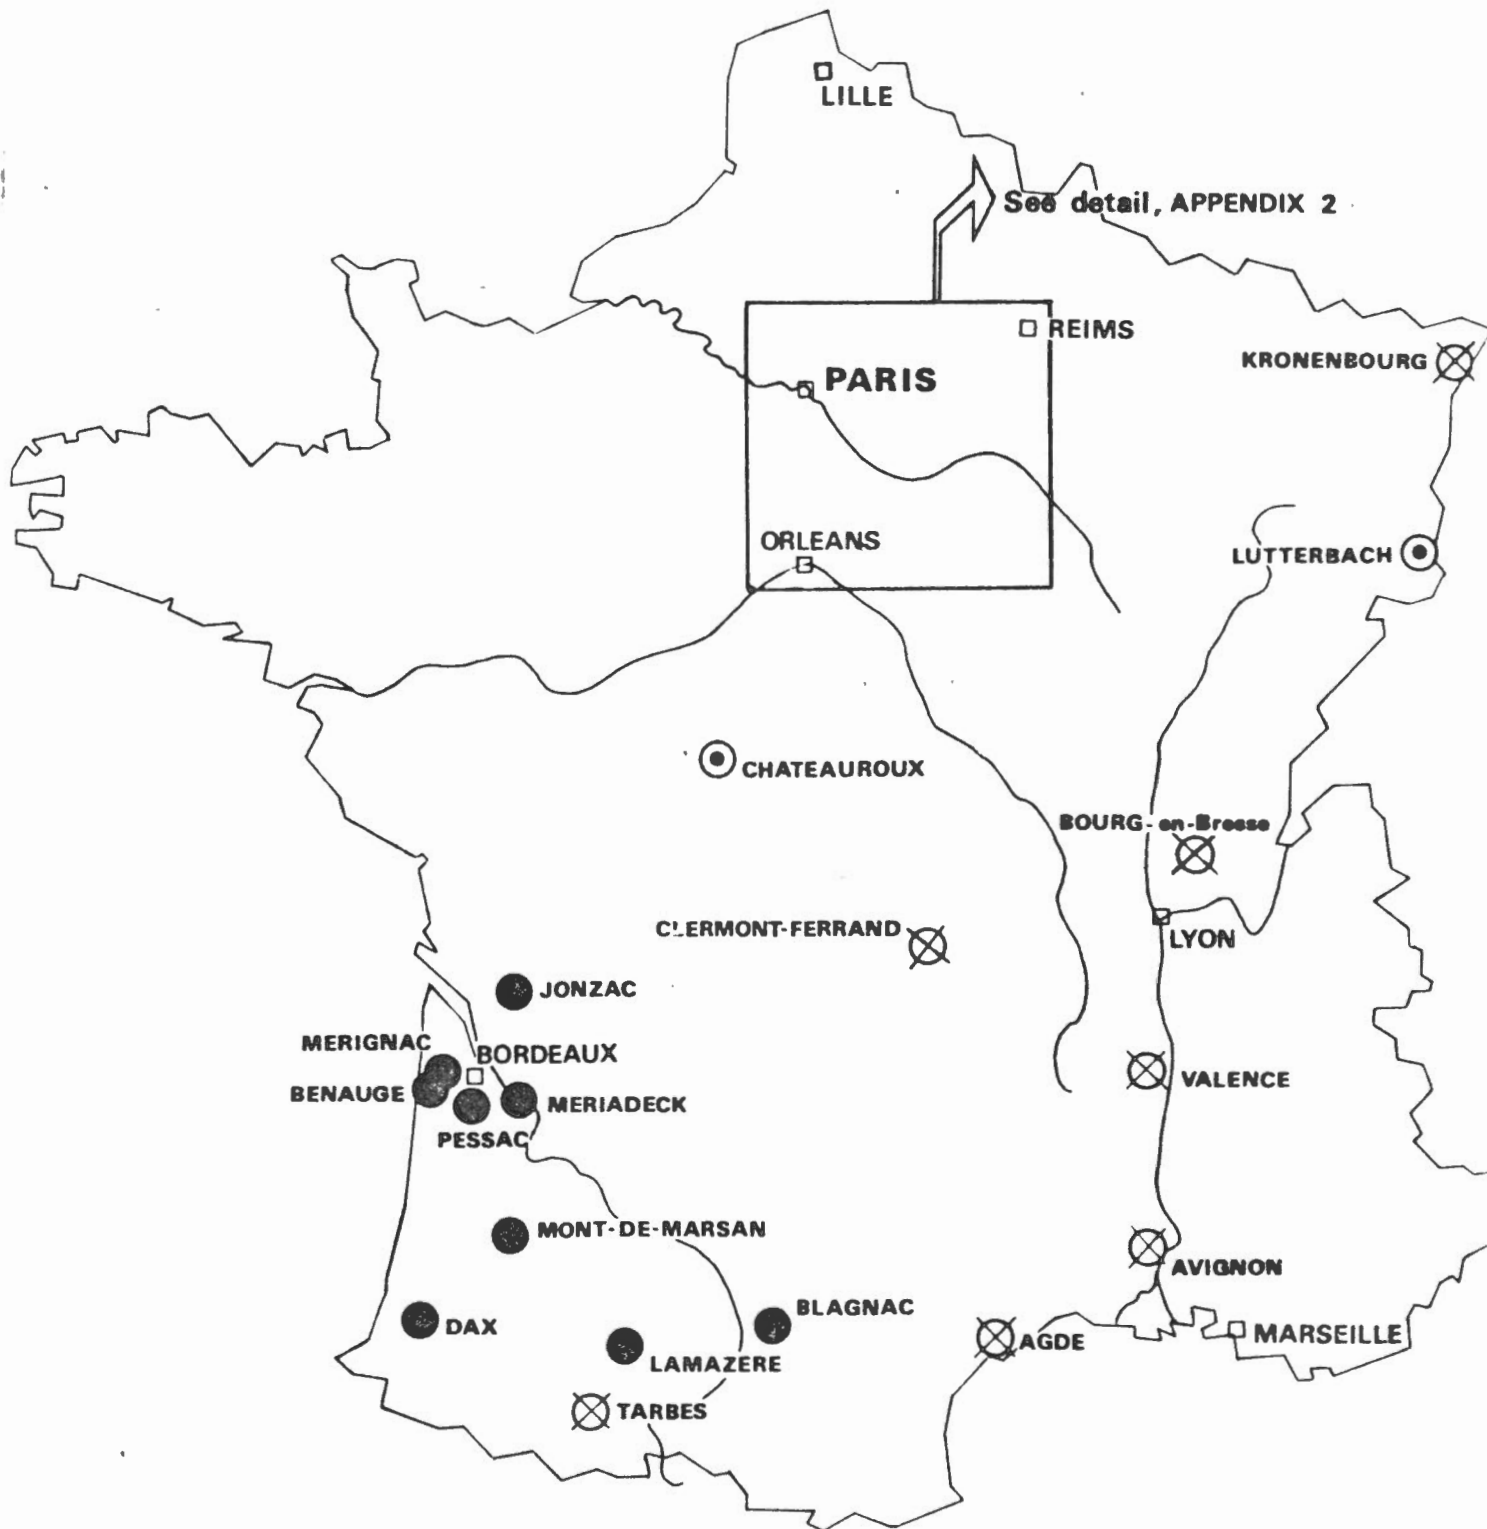 LILLE
See detail, APPENDIX 2
REIMS
KRONENBOURG
PARIS
ORLEANS
LUTTERBACH
CHATEAUROUX
BOURG-en-Bresse
CLERMONT-FERRAND
LYON
JONZAC
MERIGNAC
BORDEAUX
BENAUGE
MERIADECK
VALENCE
PESSAC
MONT-DE-MARSAN
AVIGNON
BLAGNAC
DAX
AGDE
MARSEILLE
LAMAZERE
TARBES